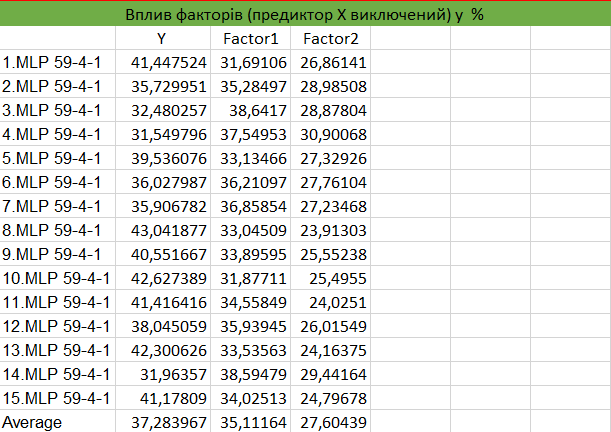 Вплив факторів (предиктор X виключений) у %
Y Factor1 Factor2
1.MLP 59-4-1 41,447524 31,69106 26,86141
2.MLP 59-4-1 35,729951 35,28497 28,98508
3.MLP 59-4-1 32,480257 38,6417 28,87804
4.MLP 59-4-1 31,549796 37,54953 30,90068
5.MLP 59-4-1 39,536076 33,13466 27,32926
6.MLP 59-4-1 36,027987 36,21097 27,76104
7.MLP 59-4-1 35,906782 36,85854 27,23468
8.MLP 59-4-1 43,041877 33,04509 23,91303
9.MLP 59-4-1 40,551667 33,89595 25,55238
10.MLP 59-4-1 42,627389 31,87711 25,4955
11.MLP 59-4-1 41,416416 34,55849 24,0251
12.MLP 59-4-1 38,045059 35,93945 26,01549
13.MLP 59-4-1 42,300626 33,53563 24,16375
14.MLP 59-4-1 31,96357 38,59479 29,44164
15.MLP 59-4-1 41,17809 34,02513 24,79678
Average 37,283967 35,11164 27,60439